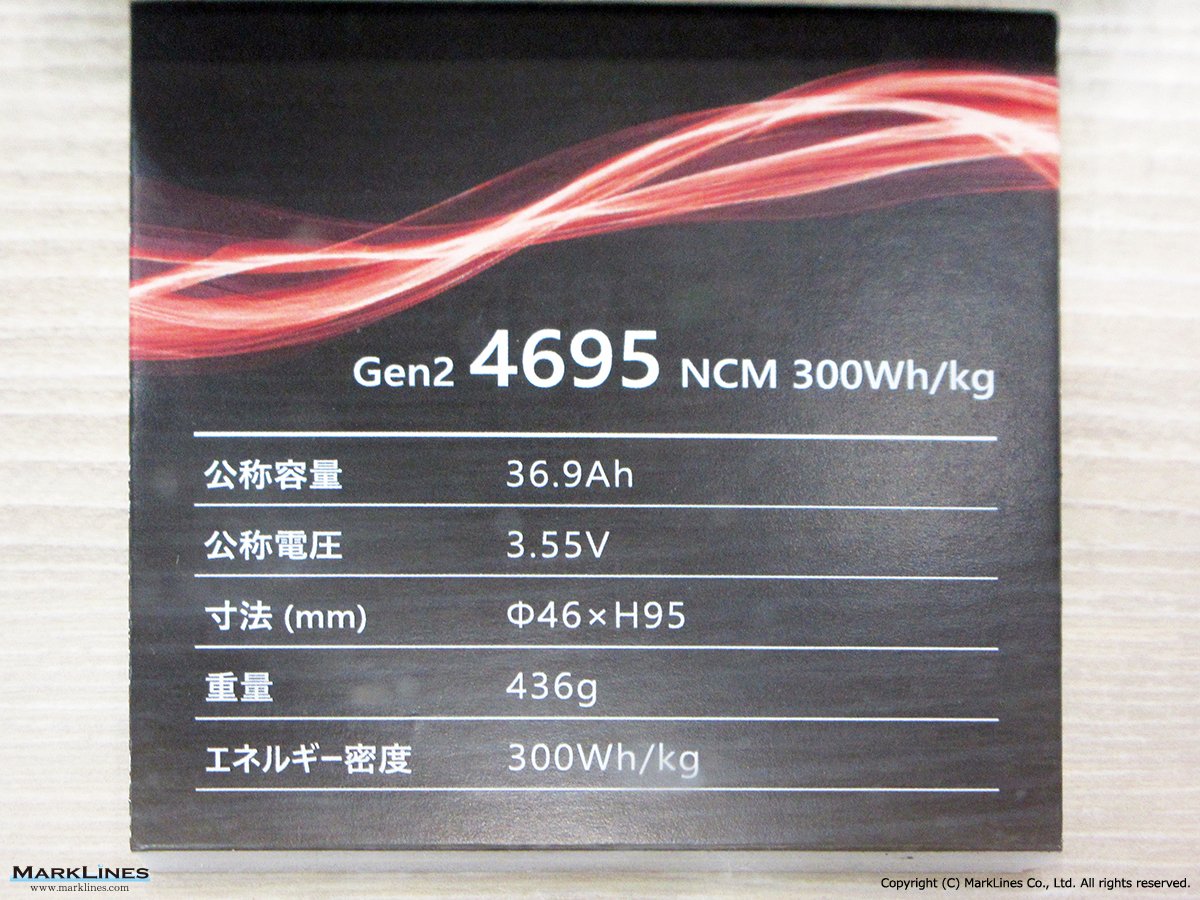 Gen2 4695 NCM 300Wh/kg
公称容量 36.9Ah
公称電圧 3.55V
寸法 (mm) Φ46×H95
重量 436g
エネルギー密度 300Wh/kg
MARKLINES
www.marklines.com
Copyright (C) MarkLines Co., Ltd. All rights reserved.